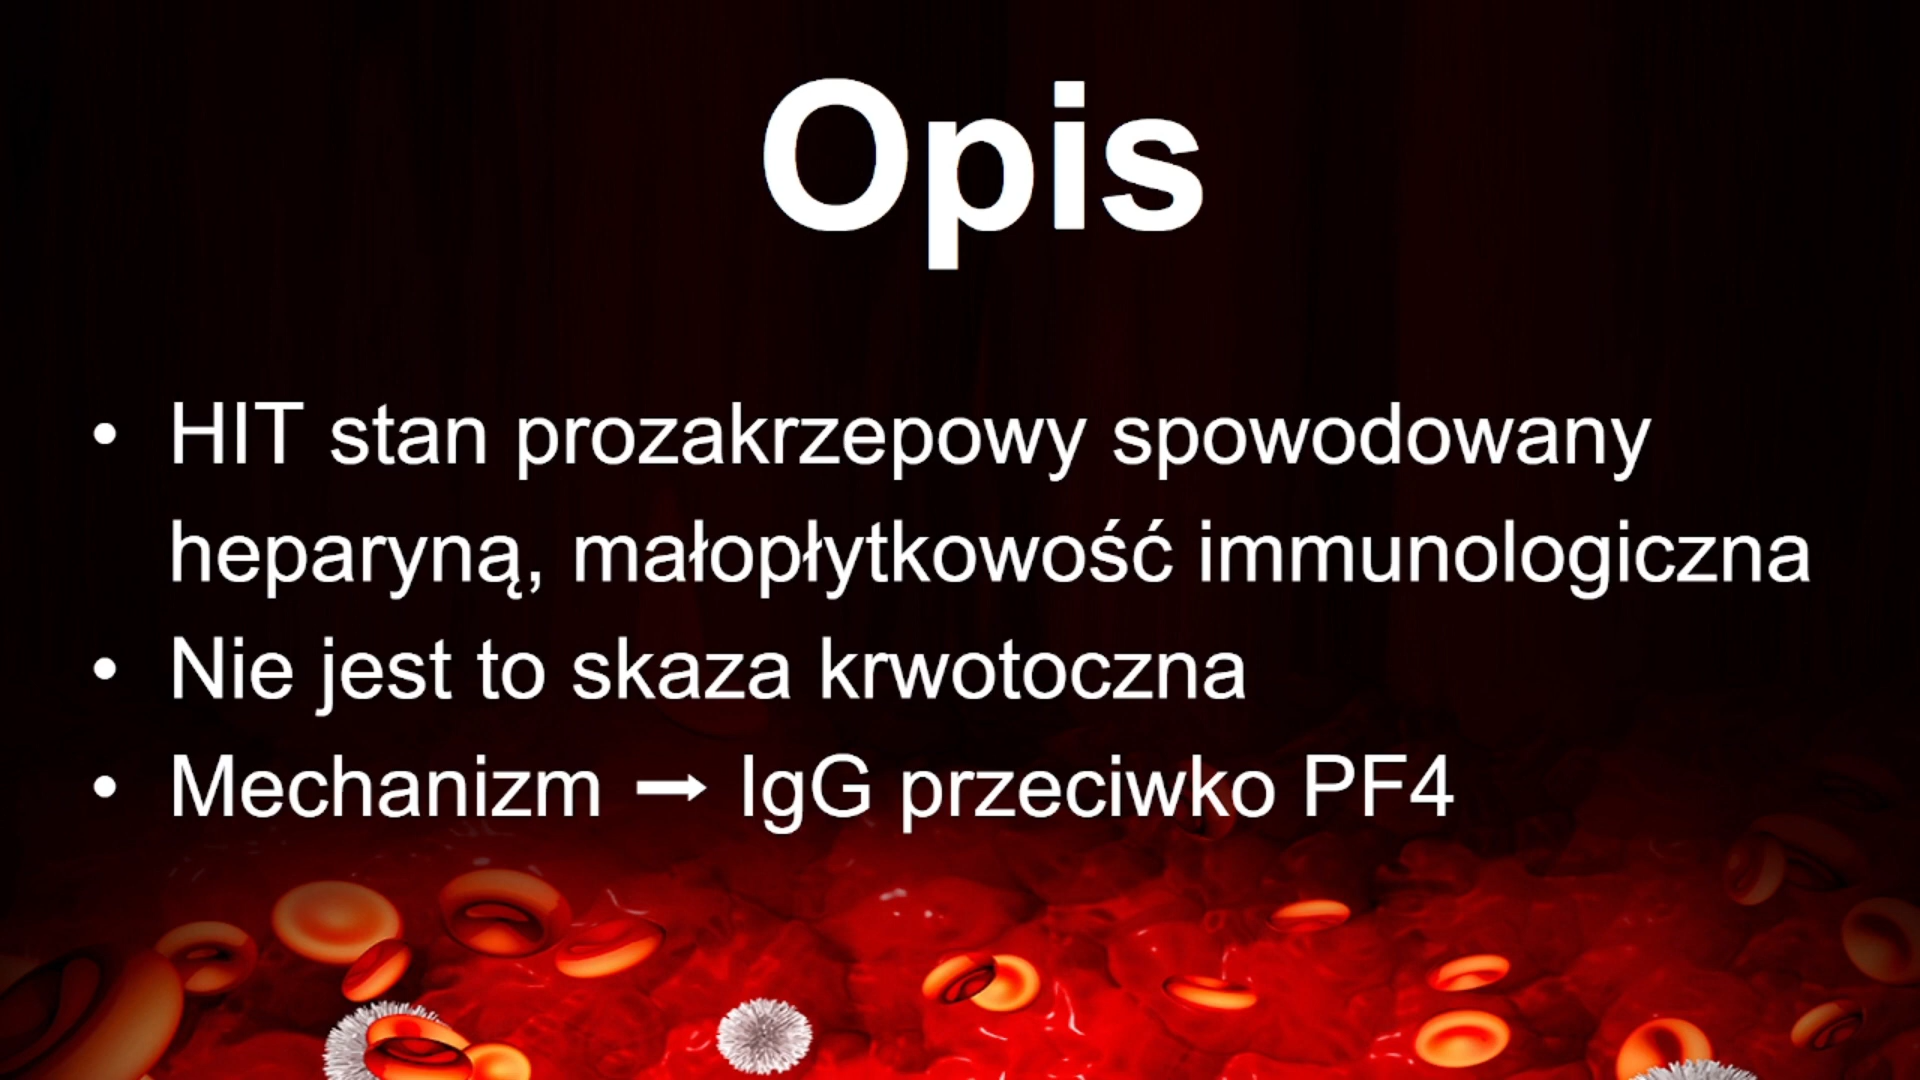 Opis
• HIT stan prozakrzepowy spowodowany
heparyną, małopłytkowość immunologiczna
• Nie jest to skaza krwotoczna
• Mechanizm ➞ IgG przeciwko PF4